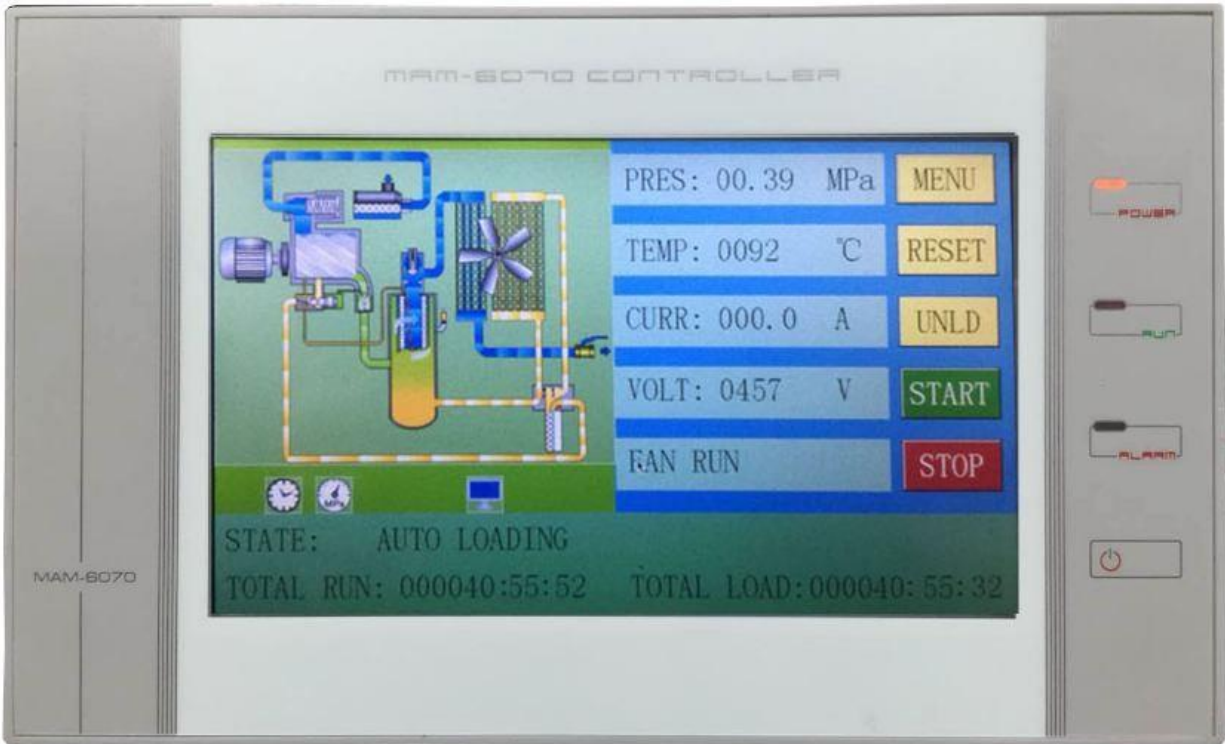 MAM-6070 CONTROLLER
PRES: 00.39 MPa MENU
TEMP: 0092 ℃ RESET
CURR: 000.0 A UNLD
VOLT: 0457 V START
FAN RUN STOP
MPa
STATE: AUTO LOADING
TOTAL RUN: 000040:55:52 TOTAL LOAD:000040:55:32
MAM-6070
POWER
RUN
ALARM